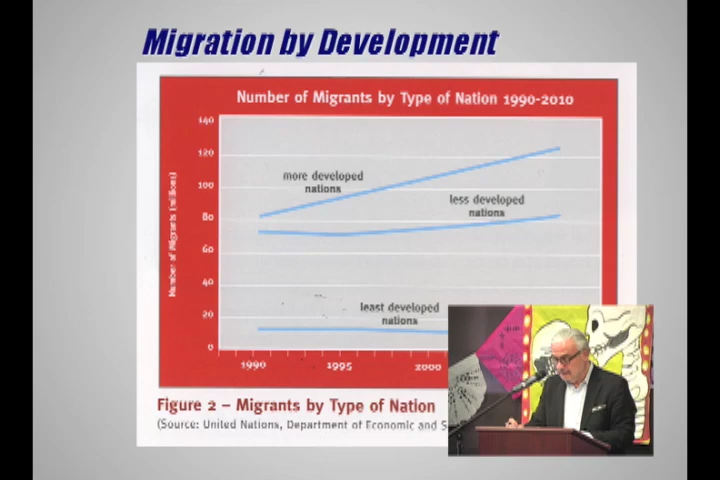 Migration by Development
Number of Migrants by Type of Nation 1990-2010
140
120
100
80
60
40
20
0
Number of Migrants (millions)
more developed
nations
less developed
nations
least developed
nations
1990
1995
2000
Figure 2 – Migrants by Type of Nation
(Source: United Nations, Department of Economic and S